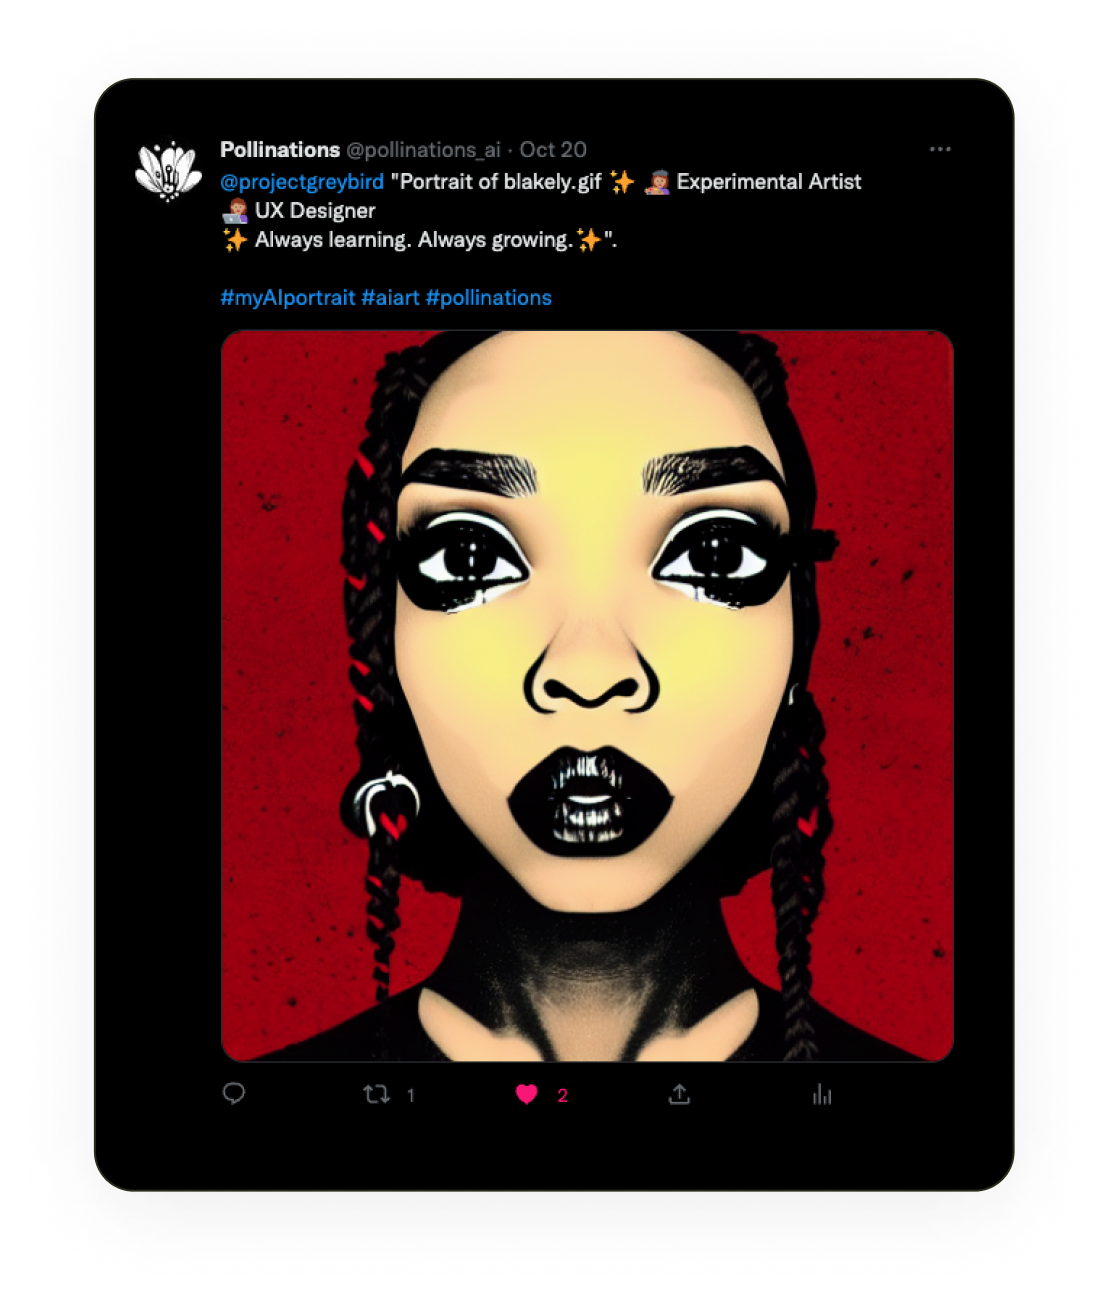 Pollinations @pollinations_ai · Oct 20
@projectgreybird "Portrait of blakely.gif ✨ 👩🏽‍🎨 Experimental Artist
👩🏽‍💻 UX Designer
✨ Always learning. Always growing.✨".
#myAIportrait #aiart #pollinations
1 2